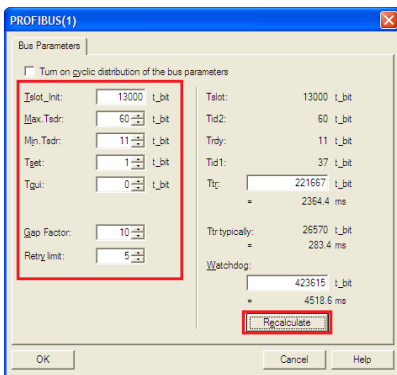 PROFIBUS(1)
Bus Parameters
Turn on cyclic distribution of the bus parameters
Tslot_Init: 13000 t_bit Tslot: 13000 t_bit
Max.Tsdr: 60 t_bit Tid2: 60 t_bit
Min.Tsdr: 11 t_bit Trdy: 11 t_bit
Tset: 1 t_bit Tid1: 37 t_bit
Tqui: 0 t_bit Ttr: 221667 t_bit
= 2364.4 ms
Gap Factor: 10 Ttr typically: 26570 t_bit
Retry limit: 5 = 283.4 ms
Watchdog:
423615 t_bit
= 4518.6 ms
Recalculate
OK Cancel Help